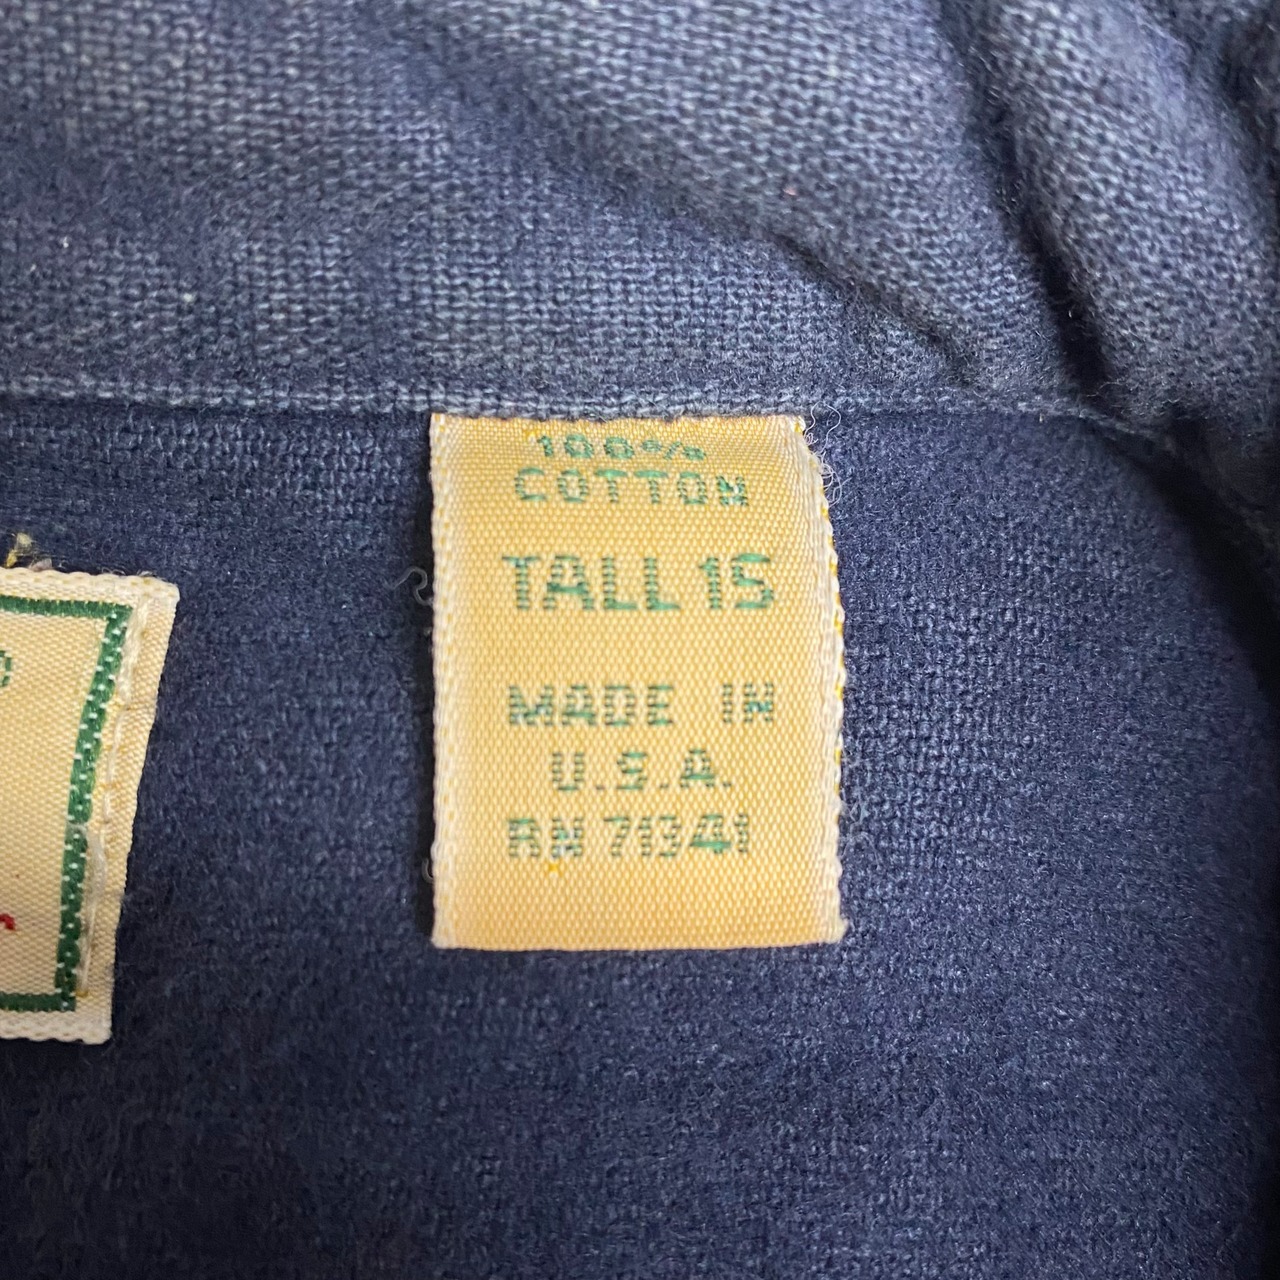 100%
COTTON
TALL 15
MADE IN
U.S.A.
RN 71341